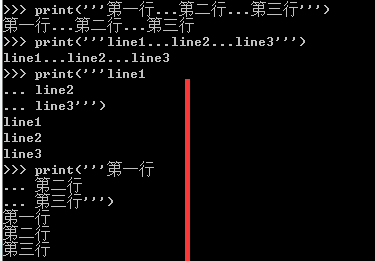 >>> print('''第一行...第二行...第三行''')
第一行...第二行...第三行
>>> print('''line1...line2...line3''')
line1...line2...line3
>>> print('''line1
... line2
... line3''')
line1
line2
line3
>>> print('''第一行
... 第二行
... 第三行''')
第一行
第二行
第三行